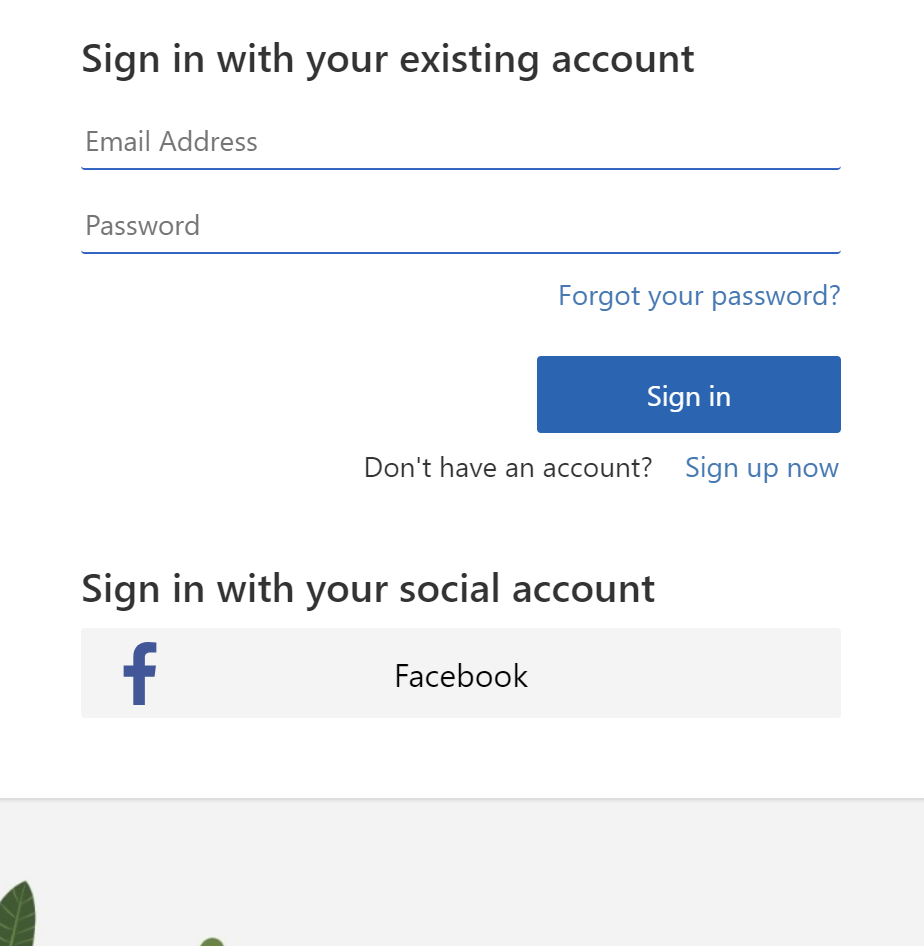 Sign in with your existing account
Email Address
Password
Forgot your password?
Sign in
Don't have an account? Sign up now
Sign in with your social account
Facebook